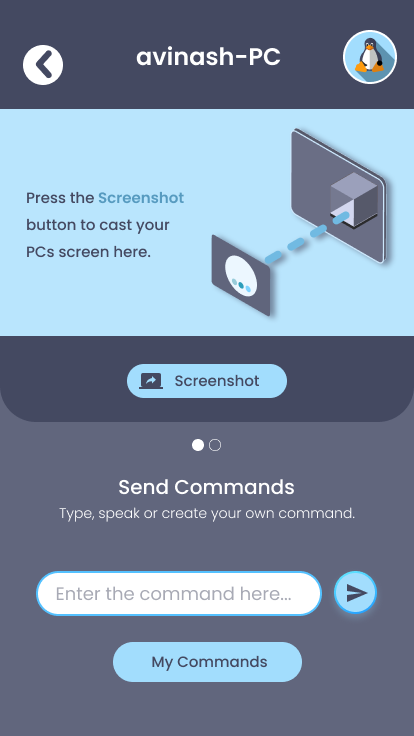 avinash-PC
Press the Screenshot
button to cast your
PCs screen here.
Screenshot
Send Commands
Type, speak or create your own command.
Enter the command here...
My Commands